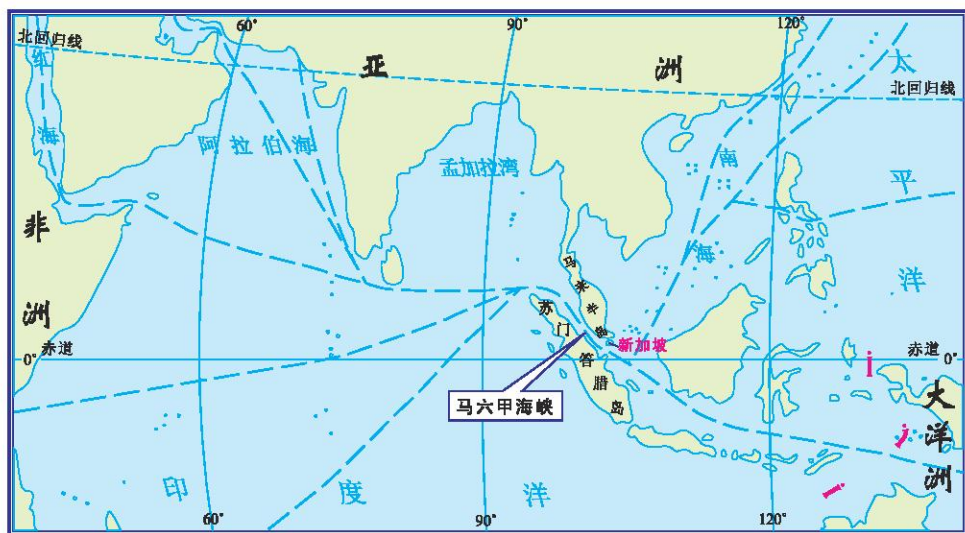 60°
90°
120°
北回归线
亚 洲
太
红
北回归线
海
阿拉伯海
孟加拉湾
南
平
非
海
洲
马来半岛
洋
苏门答腊岛
新加坡
0° 赤道
赤道 0°
马六甲海峡
大洋洲
印 度 洋
60°
90°
120°